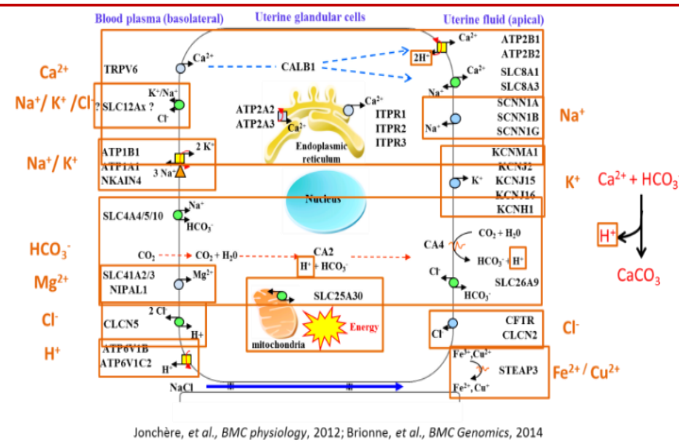 Blood plasma (basolateral)
Uterine glandular cells
Uterine fluid (apical)
Ca²⁺
TRPV6
Ca²⁺
CALB1
2H⁺
Ca²⁺
ATP2B1
ATP2B2
Ca²⁺
Na⁺
SLC8A1
SLC8A3
Na⁺/ K⁺ /Cl⁻
? SLC12Ax ?
K⁺/Na⁺
Cl⁻
ATP2A2
ATP2A3
Ca²⁺
Ca²⁺
ITPR1
ITPR2
ITPR3
Endoplasmic
reticulum
Na⁺
SCNN1A
SCNN1B
SCNN1G
Na⁺
Na⁺/ K⁺
ATP1B1
ATP1A1
NKAIN4
2 K⁺
3 Na⁺
Nucleus
K⁺
KCNMA1
KCNJ2
KCNJ15
KCNJ16
KCNH1
K⁺
Ca²⁺ + HCO₃⁻
H⁺
CaCO₃
SLC4A4/5/10
Na⁺
HCO₃⁻
HCO₃⁻
CO₂
CO₂ + H₂0
CA2
H⁺ + HCO₃⁻
CA4
CO₂ + H₂0
HCO₃⁻ + H⁺
Cl⁻
HCO₃⁻
SLC26A9
Mg²⁺
SLC41A2/3
NIPAL1
Mg²⁺
SLC25A30
mitochondria
Energy
Cl⁻
CLCN5
2 Cl⁻
H+
Cl⁻
CFTR
CLCN2
Cl⁻
H⁺
ATP6V1B
ATP6V1C2
H⁺
Fe³⁺,Cu²⁺
Fe²⁺, Cu⁺
STEAP3
Fe²⁺/ Cu²⁺
NaCl
Jonchère, et al., BMC physiology, 2012; Brionne, et al., BMC Genomics, 2014